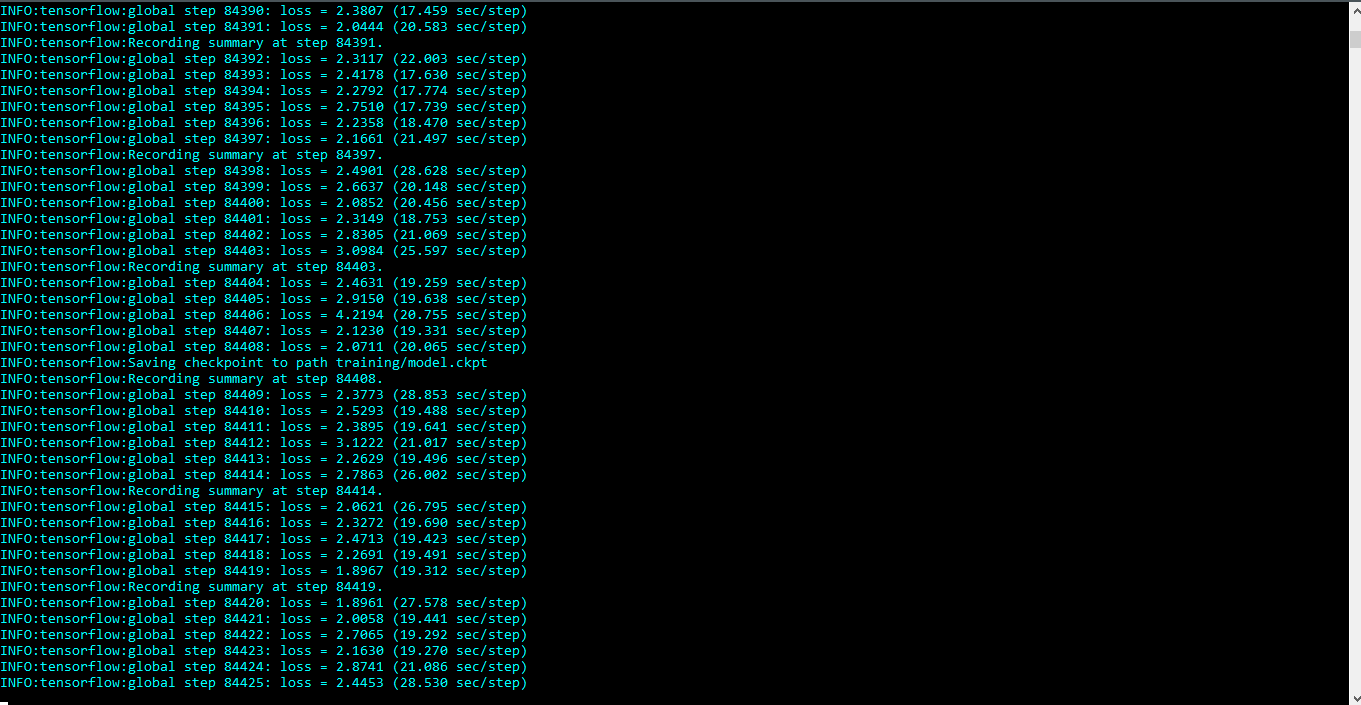 INFO:tensorflow:global step 84390: loss = 2.3807 (17.459 sec/step)
INFO:tensorflow:global step 84391: loss = 2.0444 (20.583 sec/step)
INFO:tensorflow:Recording summary at step 84391.
INFO:tensorflow:global step 84392: loss = 2.3117 (22.003 sec/step)
INFO:tensorflow:global step 84393: loss = 2.4178 (17.630 sec/step)
INFO:tensorflow:global step 84394: loss = 2.2792 (17.774 sec/step)
INFO:tensorflow:global step 84395: loss = 2.7510 (17.739 sec/step)
INFO:tensorflow:global step 84396: loss = 2.2358 (18.470 sec/step)
INFO:tensorflow:global step 84397: loss = 2.1661 (21.497 sec/step)
INFO:tensorflow:Recording summary at step 84397.
INFO:tensorflow:global step 84398: loss = 2.4901 (28.628 sec/step)
INFO:tensorflow:global step 84399: loss = 2.6637 (20.148 sec/step)
INFO:tensorflow:global step 84400: loss = 2.0852 (20.456 sec/step)
INFO:tensorflow:global step 84401: loss = 2.3149 (18.753 sec/step)
INFO:tensorflow:global step 84402: loss = 2.8305 (21.069 sec/step)
INFO:tensorflow:global step 84403: loss = 3.0984 (25.597 sec/step)
INFO:tensorflow:Recording summary at step 84403.
INFO:tensorflow:global step 84404: loss = 2.4631 (19.259 sec/step)
INFO:tensorflow:global step 84405: loss = 2.9150 (19.638 sec/step)
INFO:tensorflow:global step 84406: loss = 4.2194 (20.755 sec/step)
INFO:tensorflow:global step 84407: loss = 2.1230 (19.331 sec/step)
INFO:tensorflow:global step 84408: loss = 2.0711 (20.065 sec/step)
INFO:tensorflow:Saving checkpoint to path training/model.ckpt
INFO:tensorflow:Recording summary at step 84408.
INFO:tensorflow:global step 84409: loss = 2.3773 (28.853 sec/step)
INFO:tensorflow:global step 84410: loss = 2.5293 (19.488 sec/step)
INFO:tensorflow:global step 84411: loss = 2.3895 (19.641 sec/step)
INFO:tensorflow:global step 84412: loss = 3.1222 (21.017 sec/step)
INFO:tensorflow:global step 84413: loss = 2.2629 (19.496 sec/step)
INFO:tensorflow:global step 84414: loss = 2.7863 (26.002 sec/step)
INFO:tensorflow:Recording summary at step 84414.
INFO:tensorflow:global step 84415: loss = 2.0621 (26.795 sec/step)
INFO:tensorflow:global step 84416: loss = 2.3272 (19.690 sec/step)
INFO:tensorflow:global step 84417: loss = 2.4713 (19.423 sec/step)
INFO:tensorflow:global step 84418: loss = 2.2691 (19.491 sec/step)
INFO:tensorflow:global step 84419: loss = 1.8967 (19.312 sec/step)
INFO:tensorflow:Recording summary at step 84419.
INFO:tensorflow:global step 84420: loss = 1.8961 (27.578 sec/step)
INFO:tensorflow:global step 84421: loss = 2.0058 (19.441 sec/step)
INFO:tensorflow:global step 84422: loss = 2.7065 (19.292 sec/step)
INFO:tensorflow:global step 84423: loss = 2.1630 (19.270 sec/step)
INFO:tensorflow:global step 84424: loss = 2.8741 (21.086 sec/step)
INFO:tensorflow:global step 84425: loss = 2.4453 (28.530 sec/step)